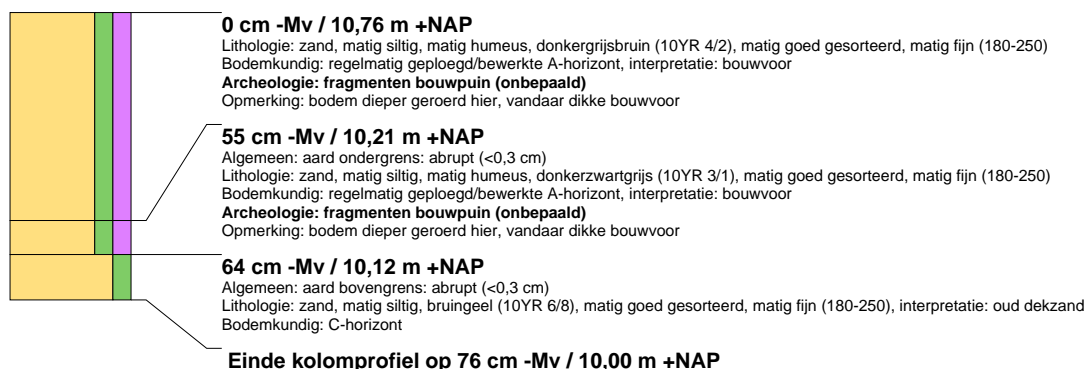 0 cm -Mv / 10,76 m +NAP
Lithologie: zand, matig siltig, matig humeus, donkergrijsbruin (10YR 4/2), matig goed gesorteerd, matig fijn (180-250)
Bodemkundig: regelmatig geploegd/bewerkte A-horizont, interpretatie: bouwvoor
Archeologie: fragmenten bouwpuin (onbepaald)
Opmerking: bodem dieper geroerd hier, vandaar dikke bouwvoor
55 cm -Mv / 10,21 m +NAP
Algemeen: aard ondergrens: abrupt (<0,3 cm)
Lithologie: zand, matig siltig, matig humeus, donkerzwartgrijs (10YR 3/1), matig goed gesorteerd, matig fijn (180-250)
Bodemkundig: regelmatig geploegd/bewerkte A-horizont, interpretatie: bouwvoor
Archeologie: fragmenten bouwpuin (onbepaald)
Opmerking: bodem dieper geroerd hier, vandaar dikke bouwvoor
64 cm -Mv / 10,12 m +NAP
Algemeen: aard bovengrens: abrupt (<0,3 cm)
Lithologie: zand, matig siltig, bruingeel (10YR 6/8), matig goed gesorteerd, matig fijn (180-250), interpretatie: oud dekzand
Bodemkundig: C-horizont
Einde kolomprofiel op 76 cm -Mv / 10,00 m +NAP